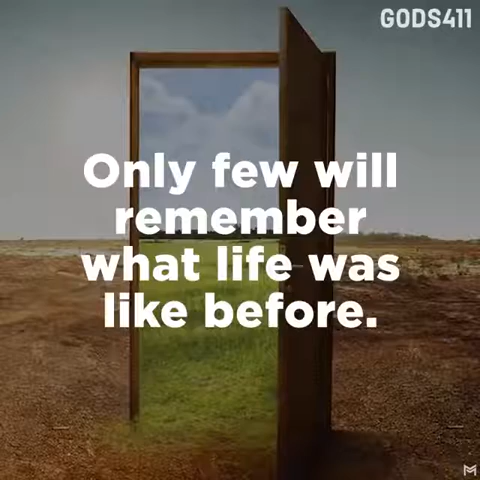 GODS411
Only few will
remember
what life was
like before.